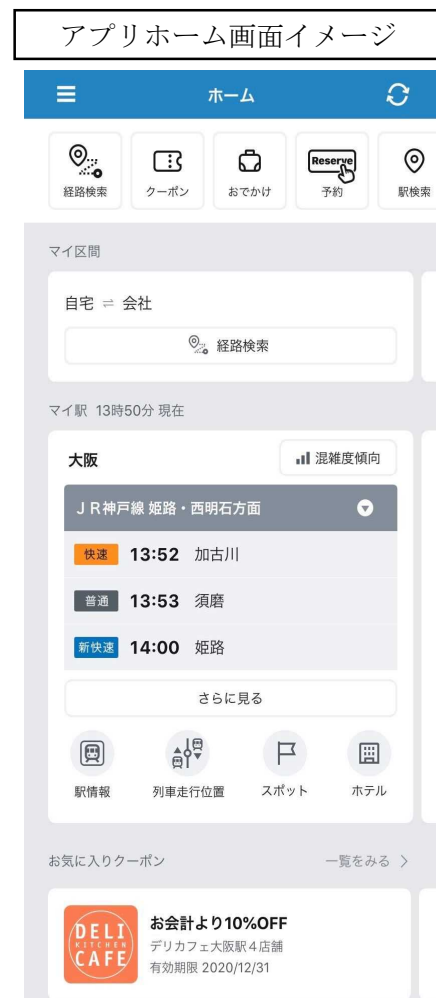 アプリホーム画面イメージ
ホーム
経路検索
クーポン
おでかけ
Reserve
予約
駅検索
マイ区間
自宅 ⇌ 会社
経路検索
マイ駅 13時50分 現在
大阪
混雑度傾向
ＪＲ神戸線 姫路・西明石方面
快速 13:52 加古川
普通 13:53 須磨
新快速 14:00 姫路
さらに見る
駅情報
列車走行位置
スポット
ホテル
お気に入りクーポン
一覧をみる 〉
DELI
KITCHEN
CAFE
お会計より10%OFF
デリカフェ大阪駅４店舗
有効期限 2020/12/31